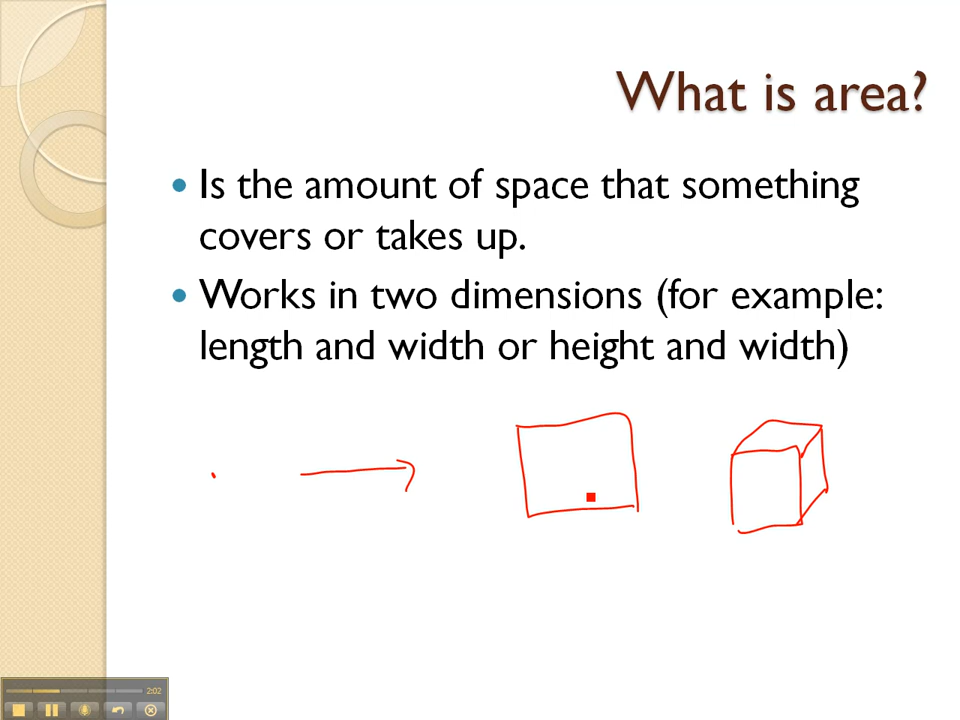 What is area?
• Is the amount of space that something
covers or takes up.
• Works in two dimensions (for example:
length and width or height and width)
2:02